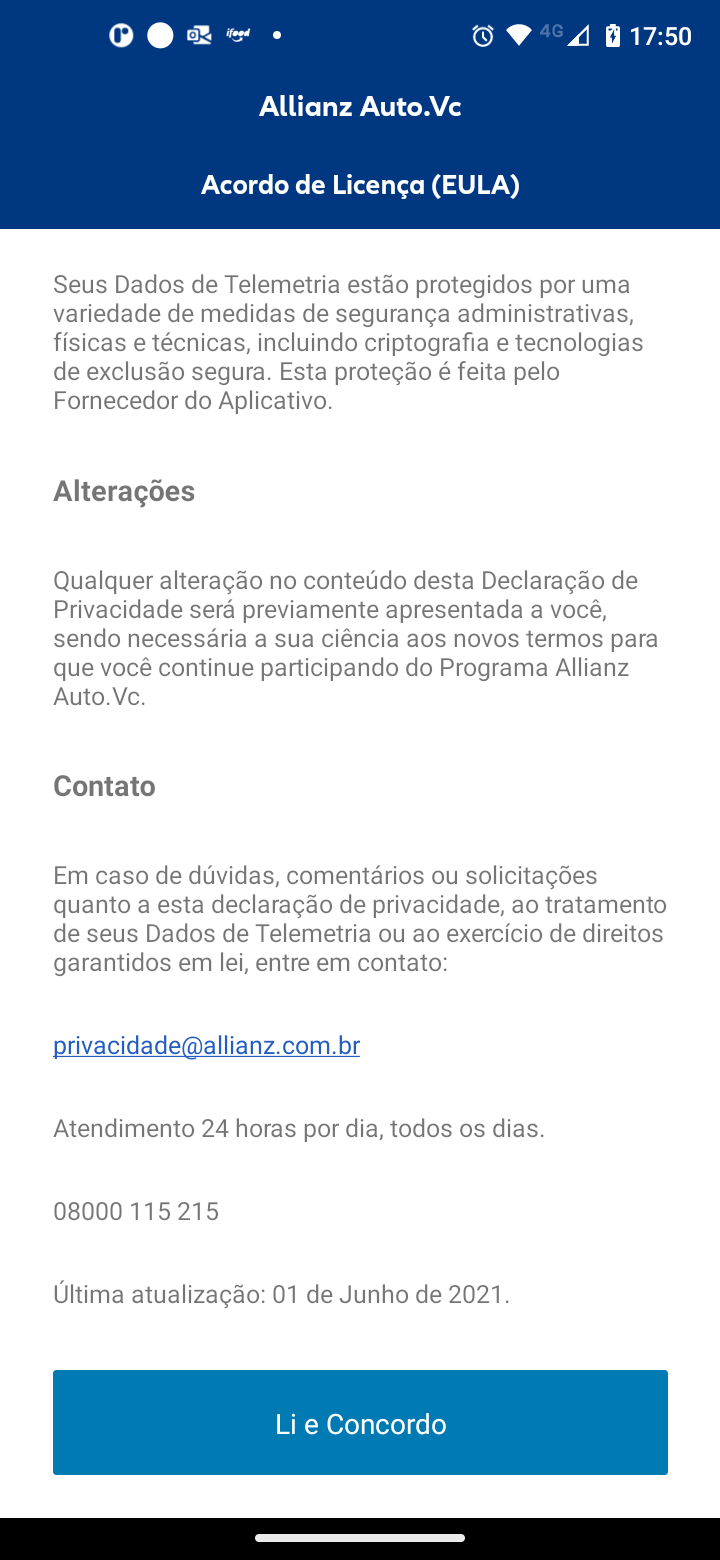 ifood
4G
17:50
Allianz Auto.Vc
Acordo de Licença (EULA)
Seus Dados de Telemetria estão protegidos por uma
variedade de medidas de segurança administrativas,
físicas e técnicas, incluindo criptografia e tecnologias
de exclusão segura. Esta proteção é feita pelo
Fornecedor do Aplicativo.
Alterações
Qualquer alteração no conteúdo desta Declaração de
Privacidade será previamente apresentada a você,
sendo necessária a sua ciência aos novos termos para
que você continue participando do Programa Allianz
Auto.Vc.
Contato
Em caso de dúvidas, comentários ou solicitações
quanto a esta declaração de privacidade, ao tratamento
de seus Dados de Telemetria ou ao exercício de direitos
garantidos em lei, entre em contato:
privacidade@allianz.com.br
Atendimento 24 horas por dia, todos os dias.
08000 115 215
Última atualização: 01 de Junho de 2021.
Li e Concordo